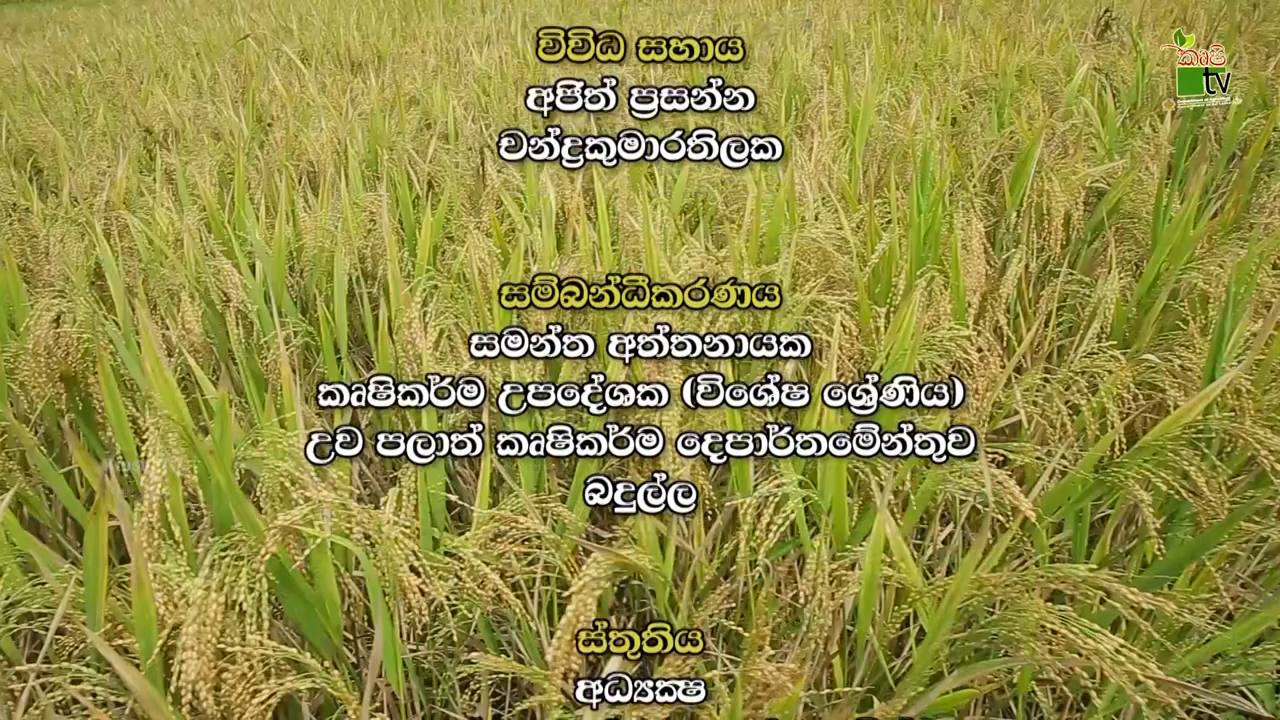 විවිධ සහාය
අජිත් ප්‍රසන්න
චන්ද්‍රකුමාරතිලක
සම්බන්ධීකරණය
සමන්ත අත්තනායක
කෘෂිකර්ම උපදේශක (විශේෂ ශ්‍රේණිය)
උව පලාත් කෘෂිකර්ම දෙපාර්තමේන්තුව
බදුල්ල
ස්තුතිය
අධ්‍යක්ෂ
කෘෂි
tv